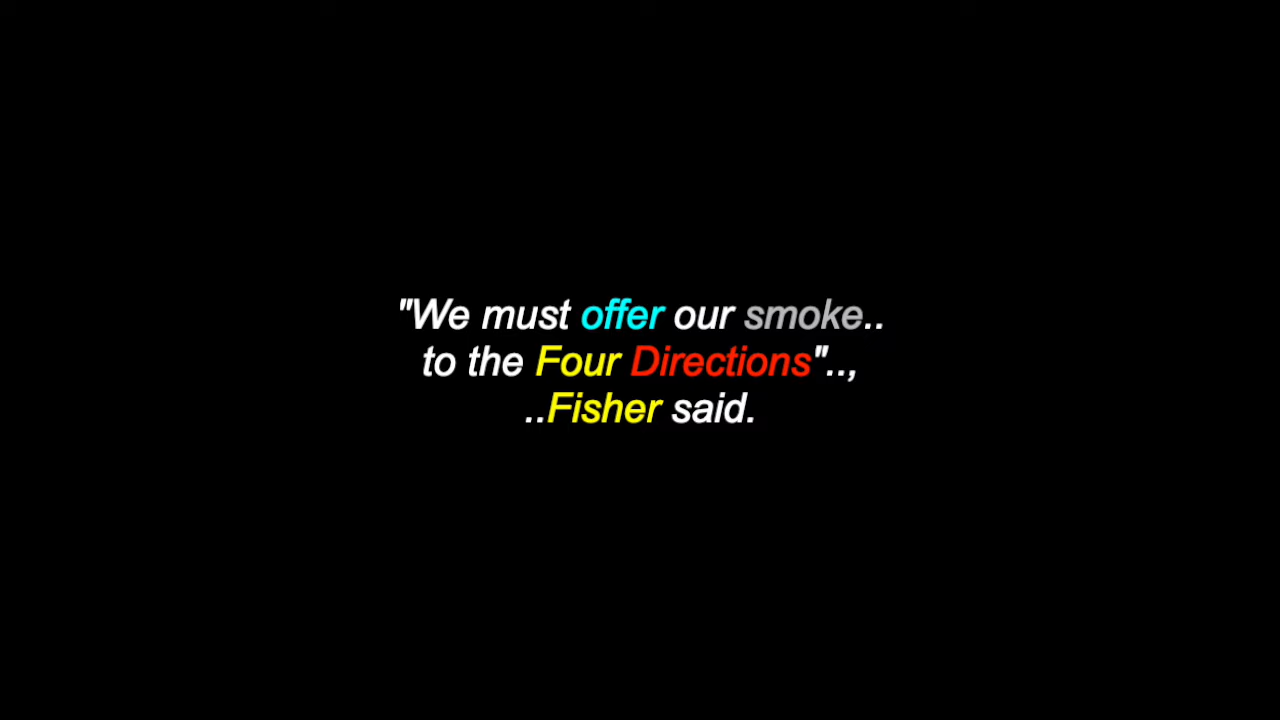 "We must offer our smoke..
to the Four Directions"..,
..Fisher said.